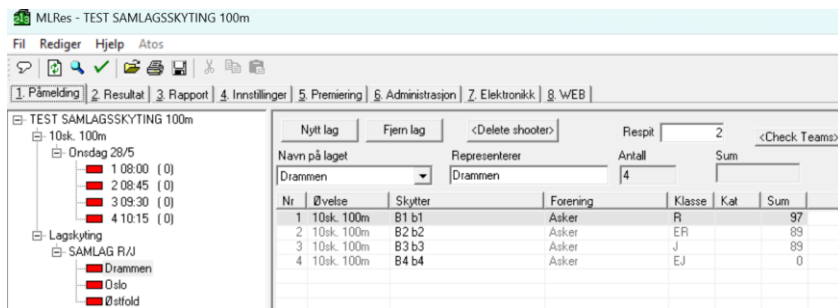 MLRes - TEST SAMLAGSSKYTING 100m
Fil Rediger Hjelp Atos
1. Påmelding 2. Resultat 3. Rapport 4. Innstillinger 5. Premiering 6. Administrasjon 7. Elektronikk 8. WEB
TEST SAMLAGSSKYTING 100m
10sk. 100m
Onsdag 28/5
1 08:00 ( 0)
2 08:45 ( 0)
3 09:30 ( 0)
4 10:15 ( 0)
Lagskyting
SAMLAG R/J
Drammen
Oslo
Østfold
Nytt lag Fjern lag <Delete shooter> Respit 2 <Check Teams>
Navn på laget Representerer Antall Sum
Drammen Drammen 4
Nr Øvelse Skytter Forening Klasse Kat Sum
1 10sk. 100m B1 b1 Asker R 97
2 10sk. 100m B2 b2 Asker ER 89
3 10sk. 100m B3 b3 Asker J 89
4 10sk. 100m B4 b4 Asker EJ 0